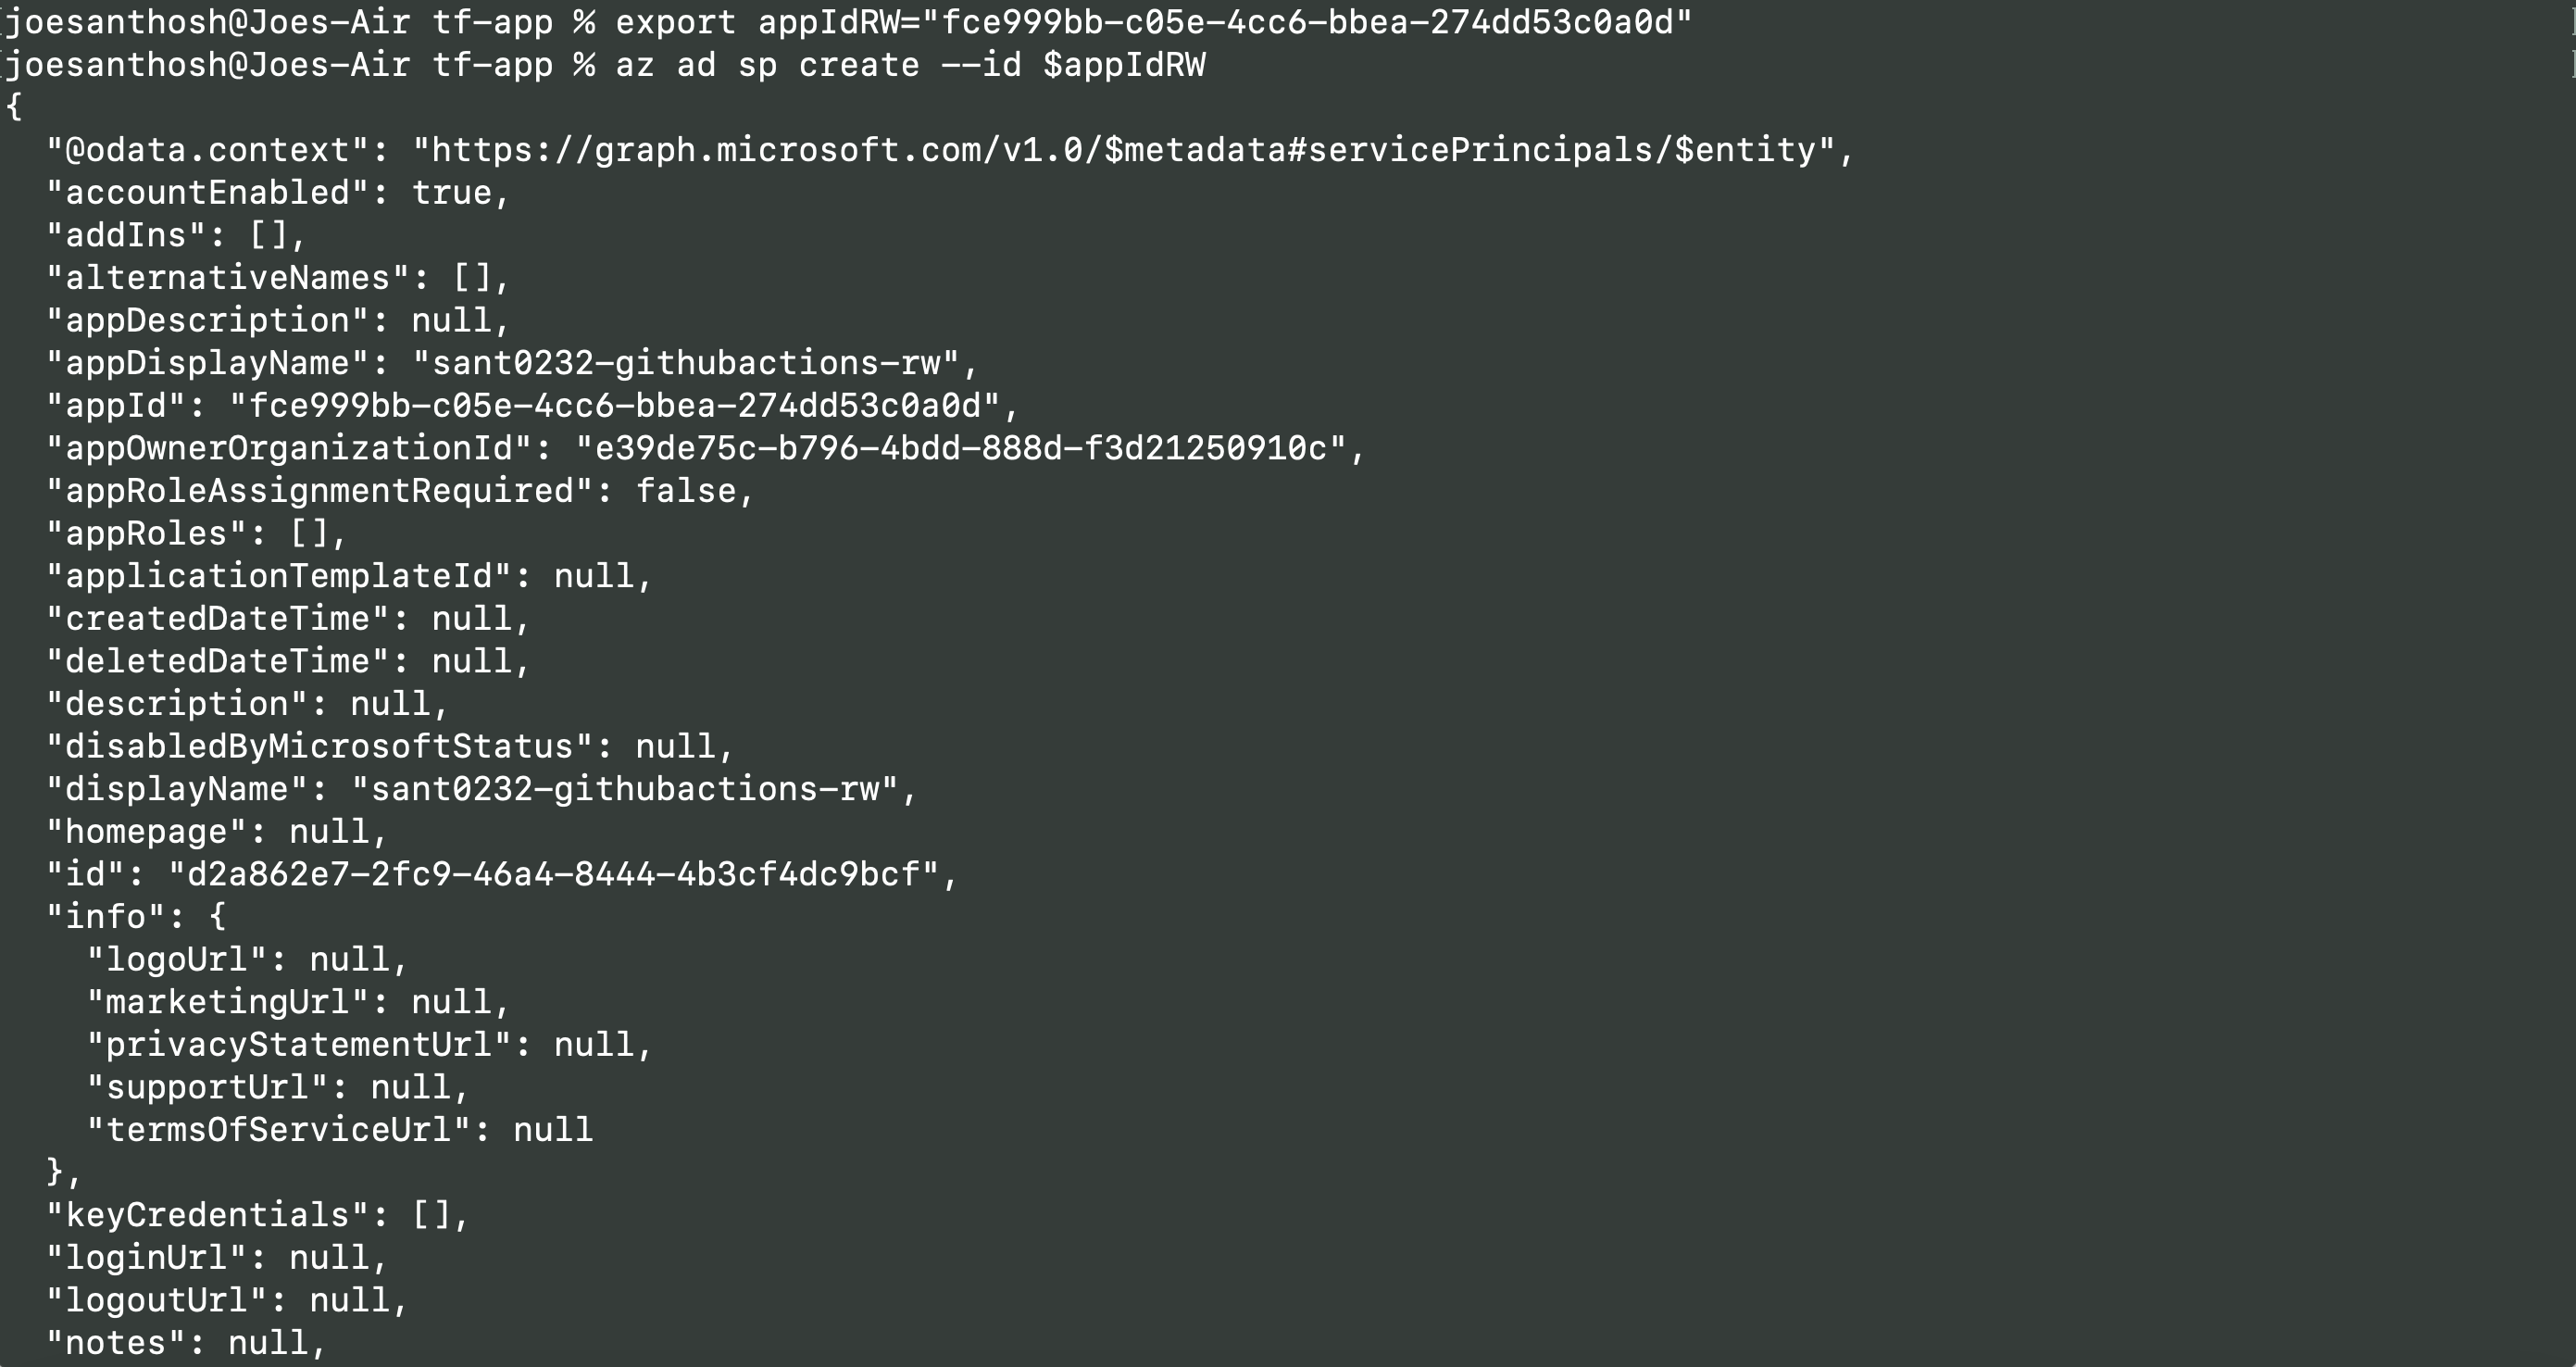 joesanthosh@Joes-Air tf-app % export appIdRW="fce999bb-c05e-4cc6-bbea-274dd53c0a0d"
joesanthosh@Joes-Air tf-app % az ad sp create --id $appIdRW
{
  "@odata.context": "https://graph.microsoft.com/v1.0/$metadata#servicePrincipals/$entity",
  "accountEnabled": true,
  "addIns": [],
  "alternativeNames": [],
  "appDescription": null,
  "appDisplayName": "sant0232-githubactions-rw",
  "appId": "fce999bb-c05e-4cc6-bbea-274dd53c0a0d",
  "appOwnerOrganizationId": "e39de75c-b796-4bdd-888d-f3d21250910c",
  "appRoleAssignmentRequired": false,
  "appRoles": [],
  "applicationTemplateId": null,
  "createdDateTime": null,
  "deletedDateTime": null,
  "description": null,
  "disabledByMicrosoftStatus": null,
  "displayName": "sant0232-githubactions-rw",
  "homepage": null,
  "id": "d2a862e7-2fc9-46a4-8444-4b3cf4dc9bcf",
  "info": {
    "logoUrl": null,
    "marketingUrl": null,
    "privacyStatementUrl": null,
    "supportUrl": null,
    "termsOfServiceUrl": null
  },
  "keyCredentials": [],
  "loginUrl": null,
  "logoutUrl": null,
  "notes": null,